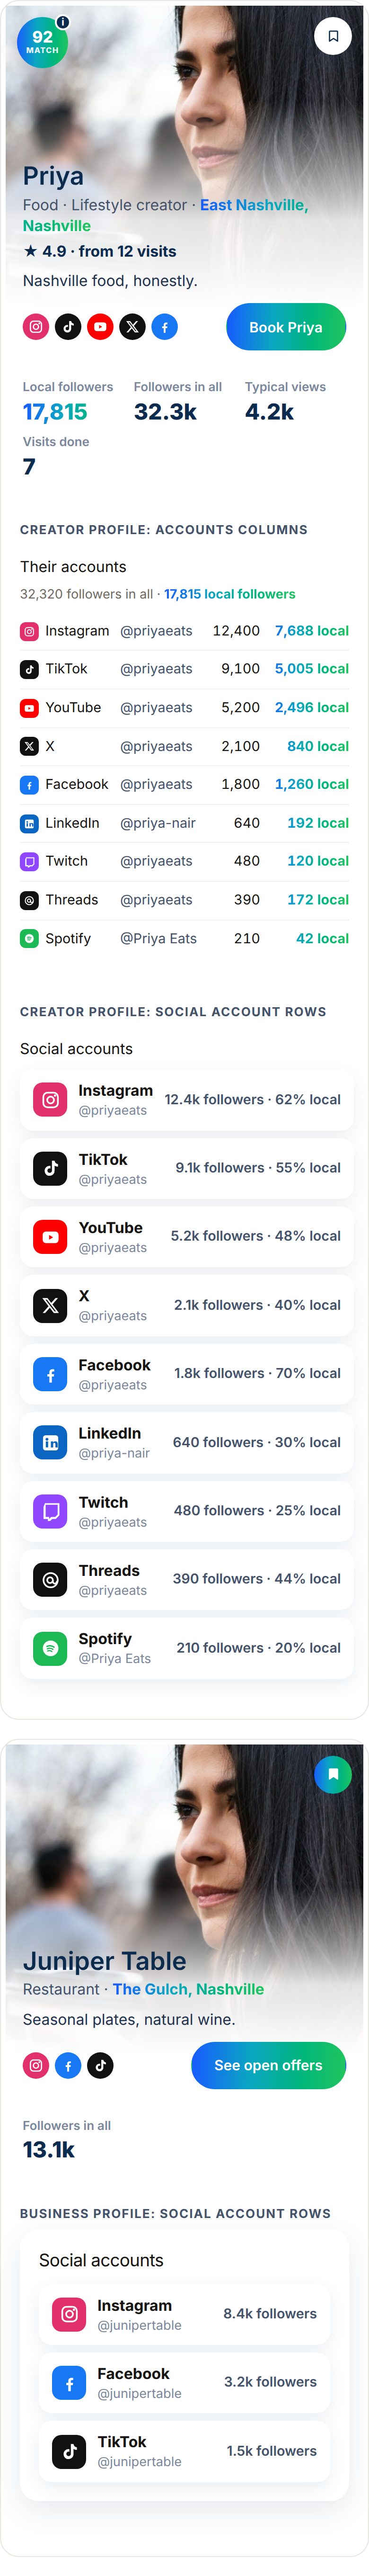 92
MATCH
i
Priya
Food · Lifestyle creator · East Nashville,
Nashville
★ 4.9 · from 12 visits
Nashville food, honestly.
Book Priya
Local followers Followers in all Typical views
17,815 32.3k 4.2k
Visits done
7
CREATOR PROFILE: ACCOUNTS COLUMNS
Their accounts
32,320 followers in all · 17,815 local followers
Instagram @priyaeats 12,400 7,688 local
TikTok @priyaeats 9,100 5,005 local
YouTube @priyaeats 5,200 2,496 local
X @priyaeats 2,100 840 local
Facebook @priyaeats 1,800 1,260 local
LinkedIn @priya-nair 640 192 local
Twitch @priyaeats 480 120 local
Threads @priyaeats 390 172 local
Spotify @Priya Eats 210 42 local
CREATOR PROFILE: SOCIAL ACCOUNT ROWS
Social accounts
Instagram
@priyaeats
12.4k followers · 62% local
TikTok
@priyaeats
9.1k followers · 55% local
YouTube
@priyaeats
5.2k followers · 48% local
X
@priyaeats
2.1k followers · 40% local
Facebook
@priyaeats
1.8k followers · 70% local
LinkedIn
@priya-nair
640 followers · 30% local
Twitch
@priyaeats
480 followers · 25% local
Threads
@priyaeats
390 followers · 44% local
Spotify
@Priya Eats
210 followers · 20% local
Juniper Table
Restaurant · The Gulch, Nashville
Seasonal plates, natural wine.
See open offers
Followers in all
13.1k
BUSINESS PROFILE: SOCIAL ACCOUNT ROWS
Social accounts
Instagram
@junipertable
8.4k followers
Facebook
@junipertable
3.2k followers
TikTok
@junipertable
1.5k followers